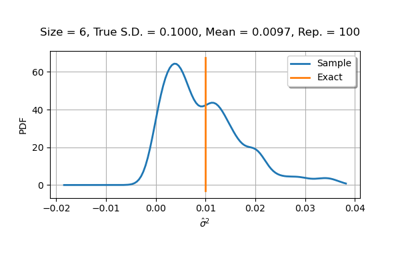 Size = 6, True S.D. = 0.1000, Mean = 0.0097, Rep. = 100
PDF
60
40
20
0
Sample
Exact
−0.02 −0.01 0.00 0.01 0.02 0.03 0.04
σ̂²